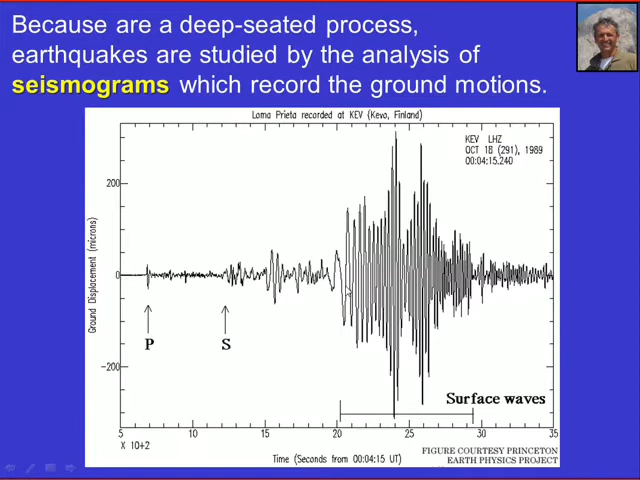 Because are a deep-seated process,
earthquakes are studied by the analysis of
seismograms which record the ground motions.
Loma Prieta recorded at KEV (Kevo, Finland)
KEV LHZ
OCT 18 (291), 1989
00:04:15.240
Ground Displacement (microns)
200
0
-200
P
S
Surface waves
5 10 15 20 25 30 35
X 10+2
Time (Seconds from 00:04:15 UT)
FIGURE COURTESY PRINCETON
EARTH PHYSICS PROJECT